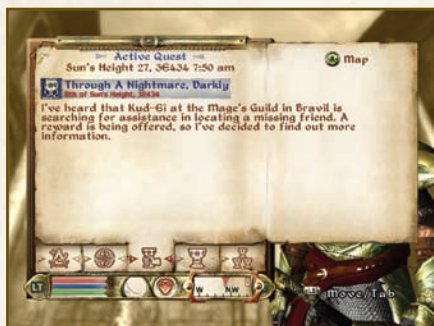 Active Quest
Sun's Height 27, 3E434 7:50 am
Map
Through A Nightmare, Darkly
I've heard that Kud-Ei at the Mage's Guild in Bravil is
searching for assistance in locating a missing friend. A
reward is being offered, so I've decided to find out more
information.
LT
W NW
Move/Tab